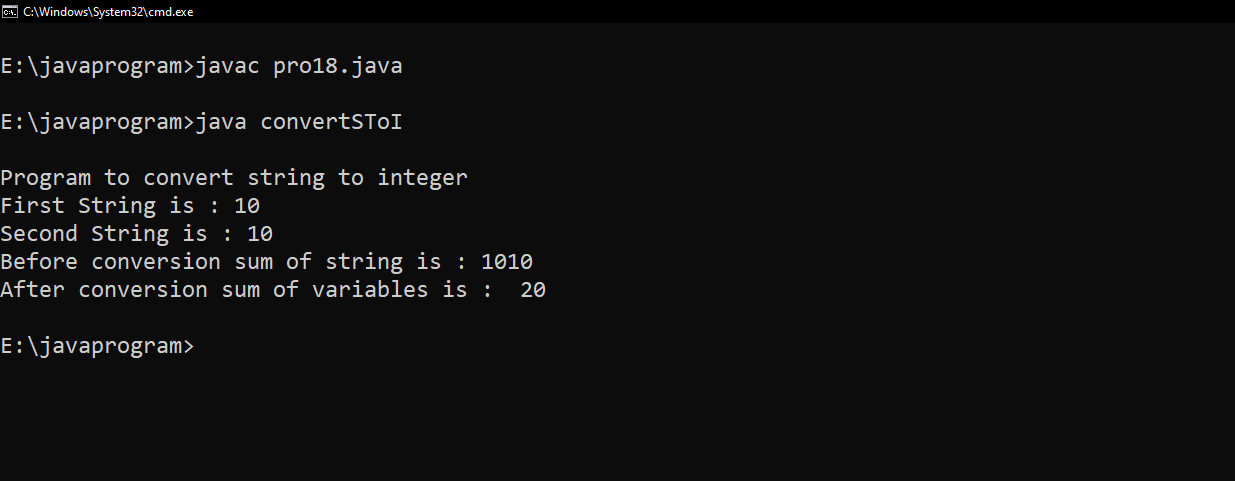 C:\Windows\System32\cmd.exe
E:\javaprogram>javac pro18.java
E:\javaprogram>java convertSToI
Program to convert string to integer
First String is : 10
Second String is : 10
Before conversion sum of string is : 1010
After conversion sum of variables is :  20
E:\javaprogram>